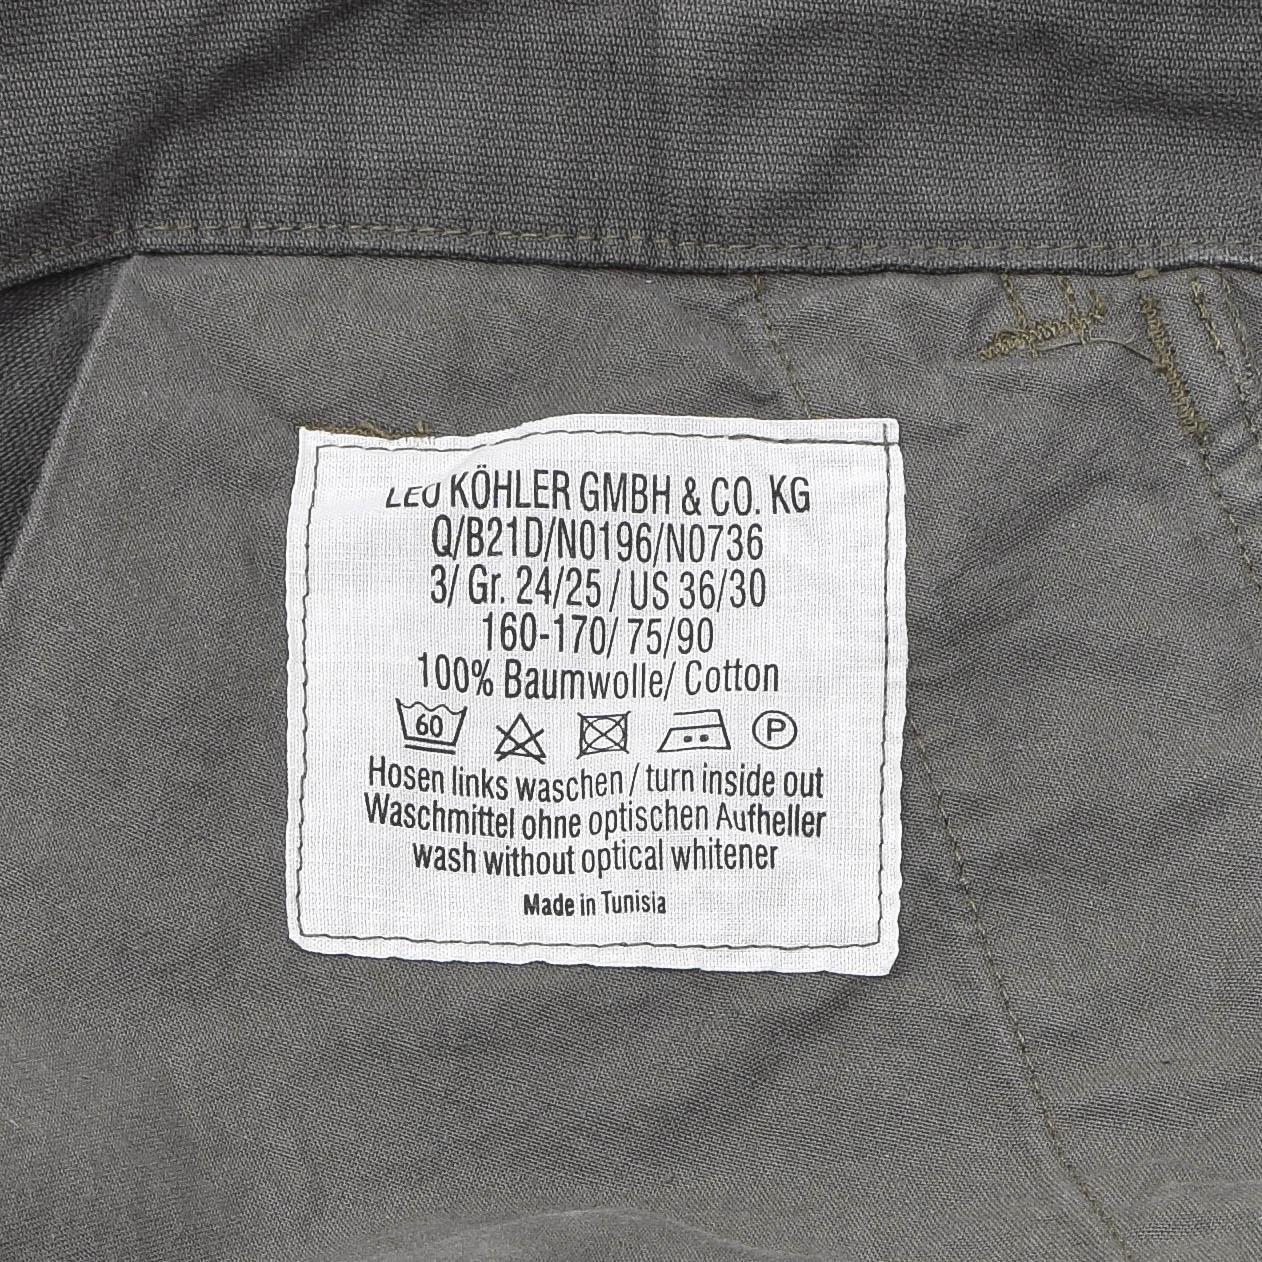 LEO KÖHLER GMBH & CO. KG
Q/B21D/N0196/N0736
3/ Gr. 24/25 / US 36/30
160-170/ 75/90
100% Baumwolle/ Cotton
60 P
Hosen links waschen / turn inside out
Waschmittel ohne optischen Aufheller
wash without optical whitener
Made in Tunisia